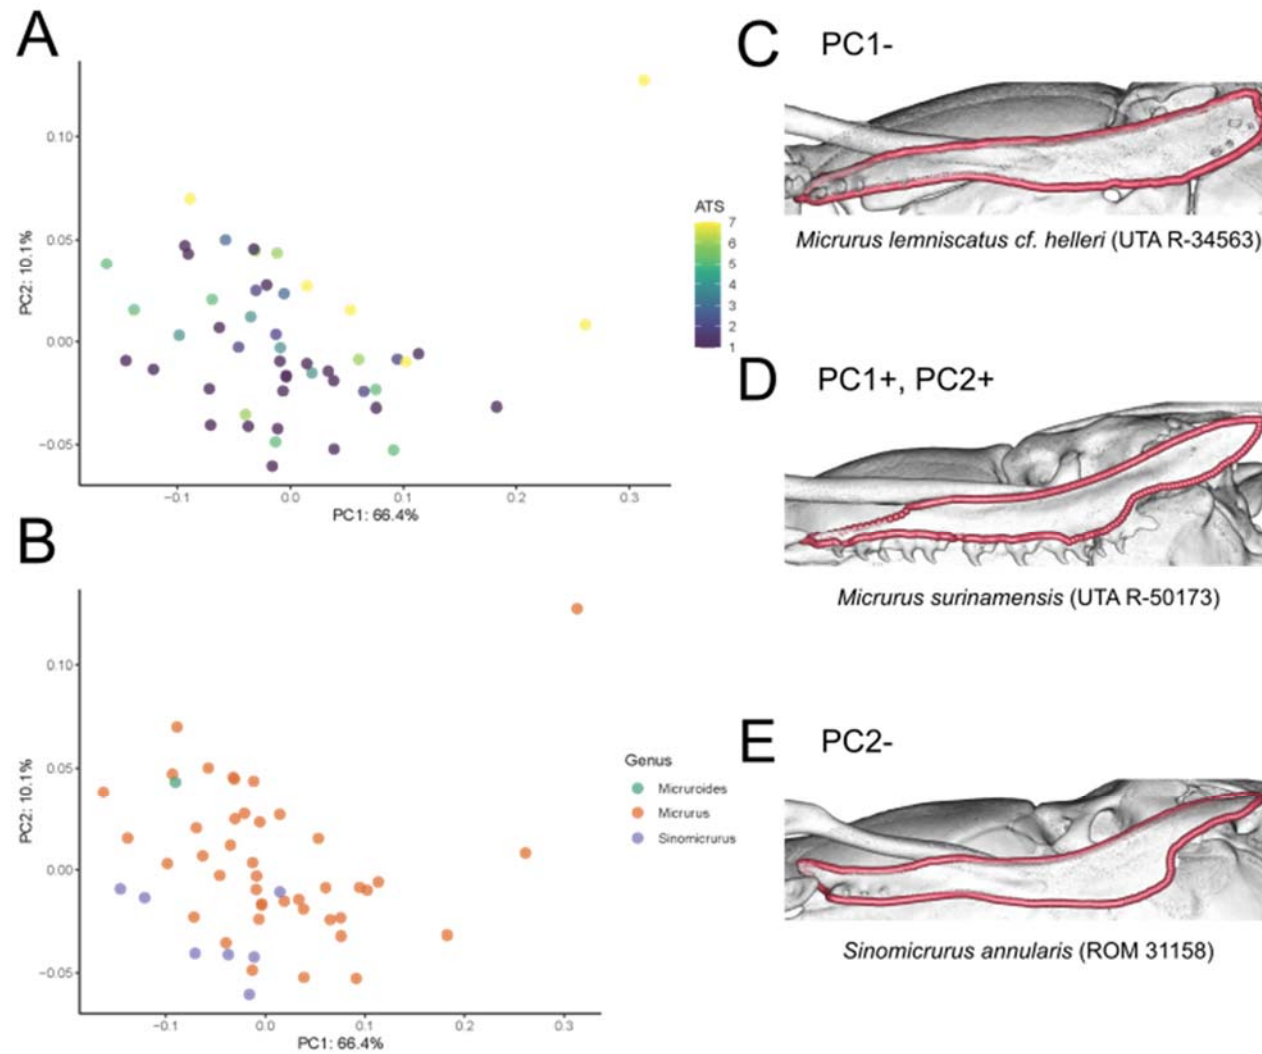 A
0.10
0.05
0.00
−0.05
PC2: 10.1%
−0.1
0.0
0.1
0.2
0.3
PC1: 66.4%
ATS
7
6
5
4
3
2
1
B
0.10
0.05
0.00
−0.05
PC2: 10.1%
−0.1
0.0
0.1
0.2
0.3
PC1: 66.4%
Genus
Micruroides
Micrurus
Sinomicrurus
C PC1-
Micrurus lemniscatus cf. helleri (UTA R-34563)
D PC1+, PC2+
Micrurus surinamensis (UTA R-50173)
E PC2-
Sinomicrurus annularis (ROM 31158)